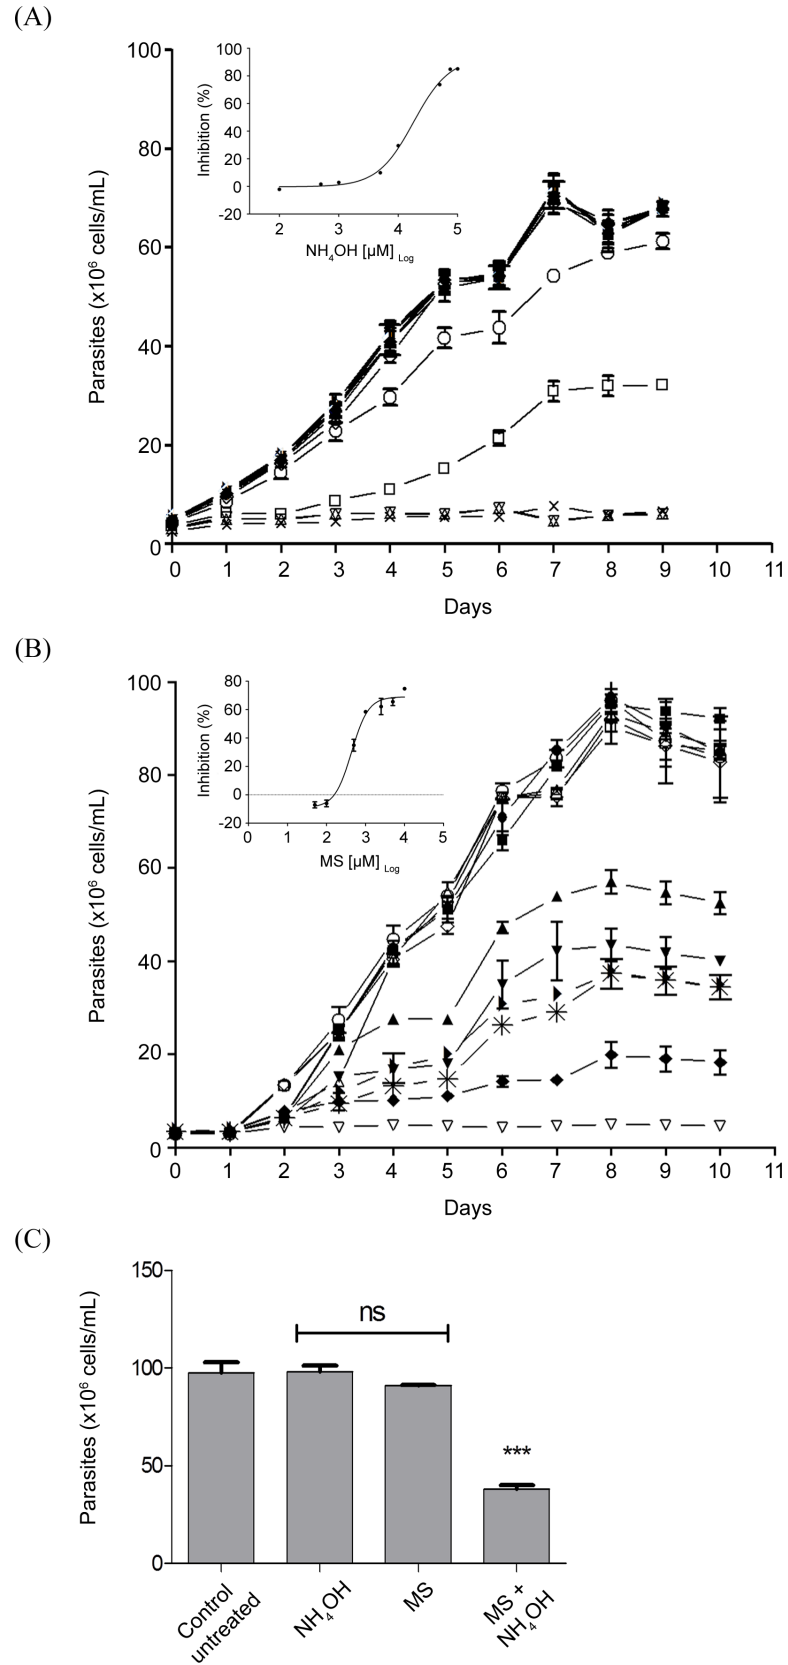 (A)
100
80
60
40
20
0
Parasites (x10⁶ cells/mL)
0 1 2 3 4 5 6 7 8 9 10 11
Days
100
80
60
40
20
0
-20
Inhibition (%)
2 3 4 5
NH₄OH [µM] Log
(B)
100
80
60
40
20
0
Parasites (x10⁶ cells/mL)
0 1 2 3 4 5 6 7 8 9 10 11
Days
80
60
40
20
0
-20
Inhibition (%)
0 1 2 3 4 5
MS [µM] Log
(C)
150
100
50
0
Parasites (x10⁶ cells/mL)
ns
***
Control
untreated
NH₄OH
MS
MS +
NH₄OH